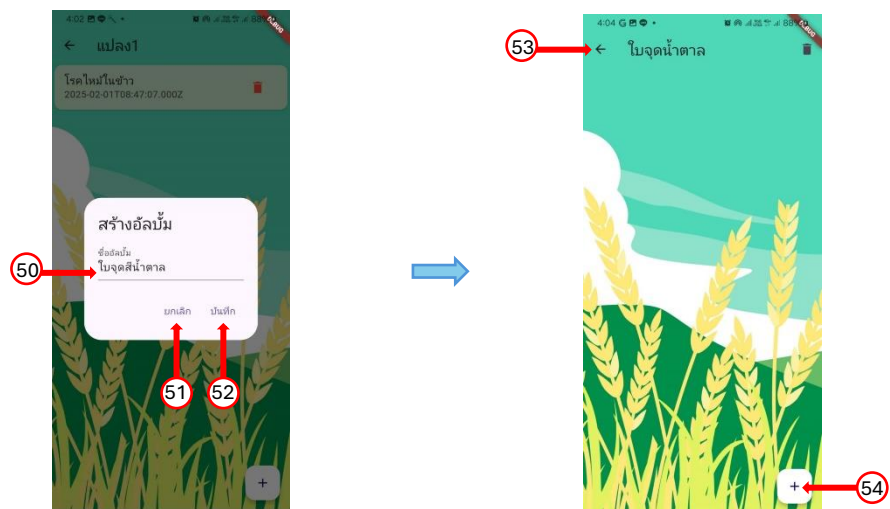 4:02
แปลง1
โรคใหม้ในข้าว
2025-02-01T08:47:07.000Z
สร้างอัลบั้ม
ชื่ออัลบั้ม
ใบจุดสีน้ำตาล
ยกเลิก
บันทึก
50
51
52
+
4:04 G
ใบจุดน้ำตาล
53
+
54